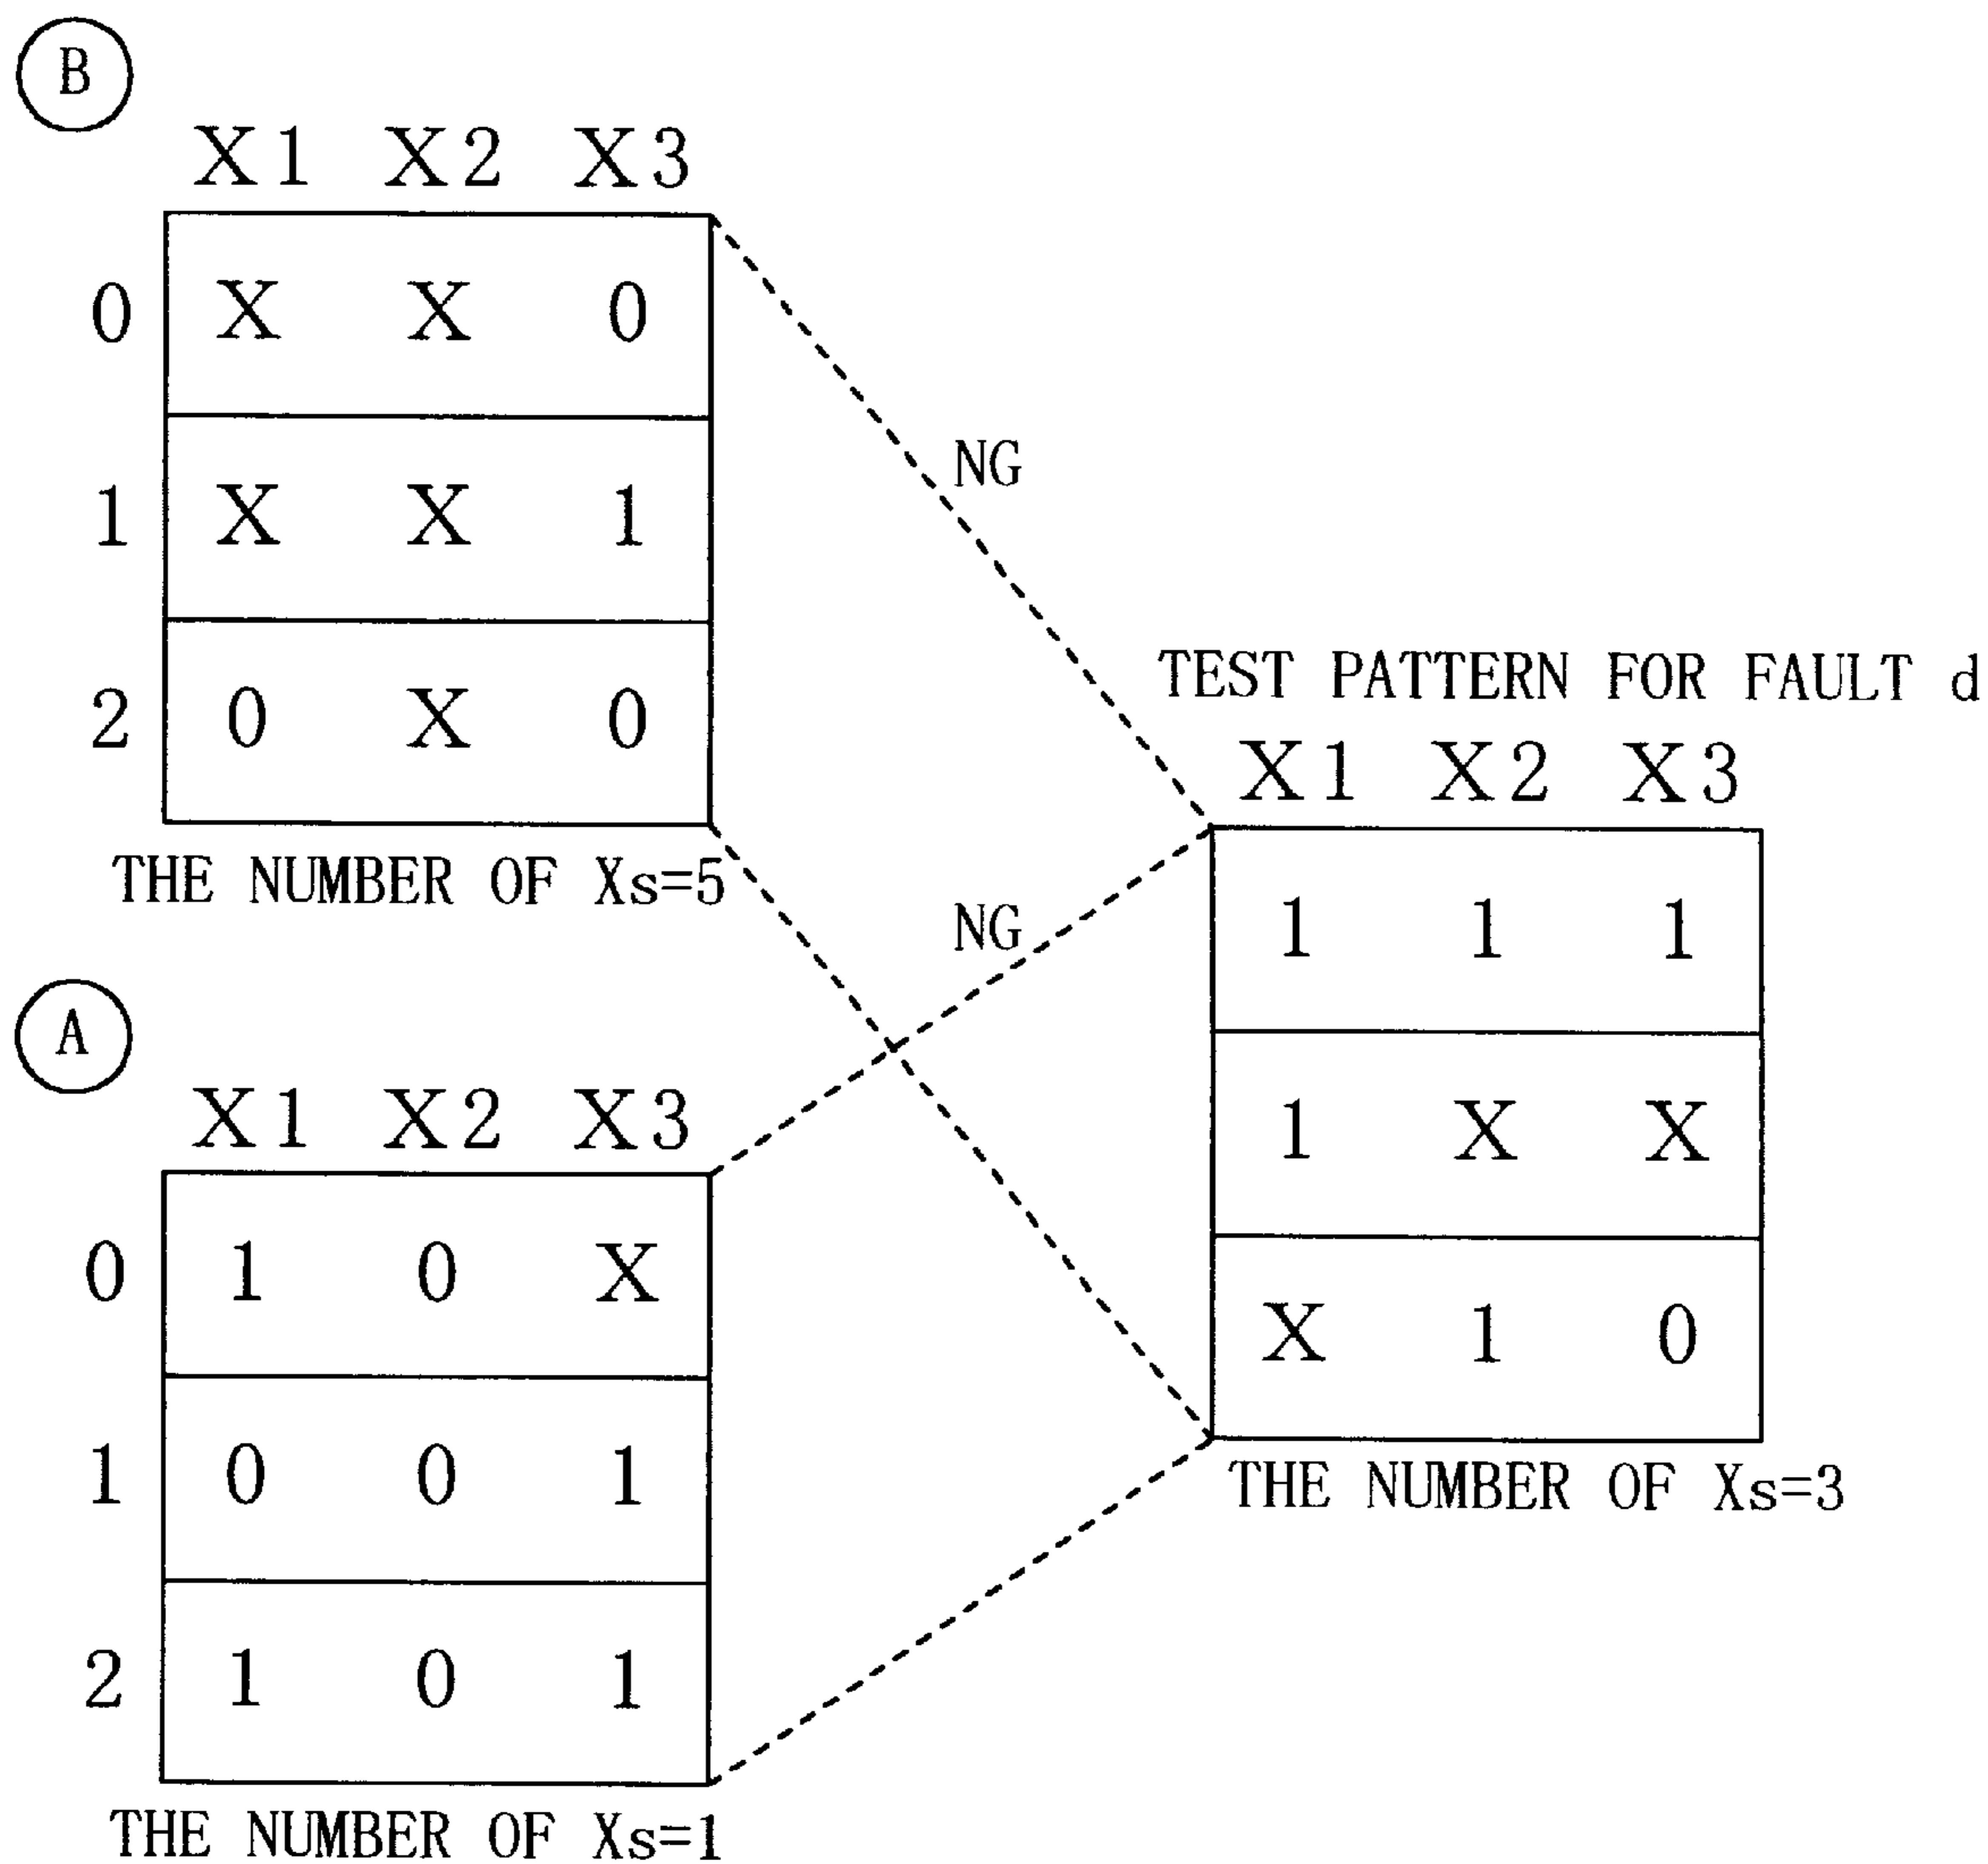 B
X1 X2 X3
0 X X 0
1 X X 1
2 0 X 0
THE NUMBER OF Xs=5
NG
NG
A
X1 X2 X3
0 1 0 X
1 0 0 1
2 1 0 1
THE NUMBER OF Xs=1
TEST PATTERN FOR FAULT d
X1 X2 X3
1 1 1
1 X X
X 1 0
THE NUMBER OF Xs=3